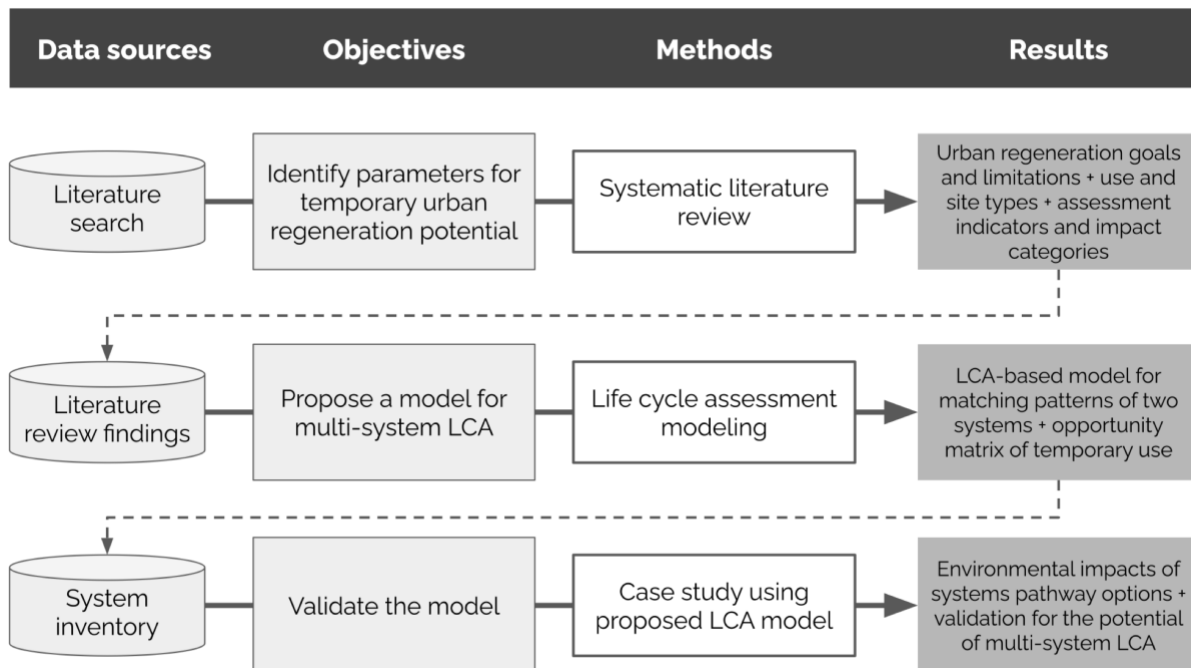 Data sources Objectives Methods Results
Literature
search
Identify parameters for
temporary urban
regeneration potential
Systematic literature
review
Urban regeneration goals
and limitations + use and
site types + assessment
indicators and impact
categories
Literature
review findings
Propose a model for
multi-system LCA
Life cycle assessment
modeling
LCA-based model for
matching patterns of two
systems + opportunity
matrix of temporary use
System
inventory
Validate the model
Case study using
proposed LCA model
Environmental impacts of
systems pathway options +
validation for the potential
of multi-system LCA